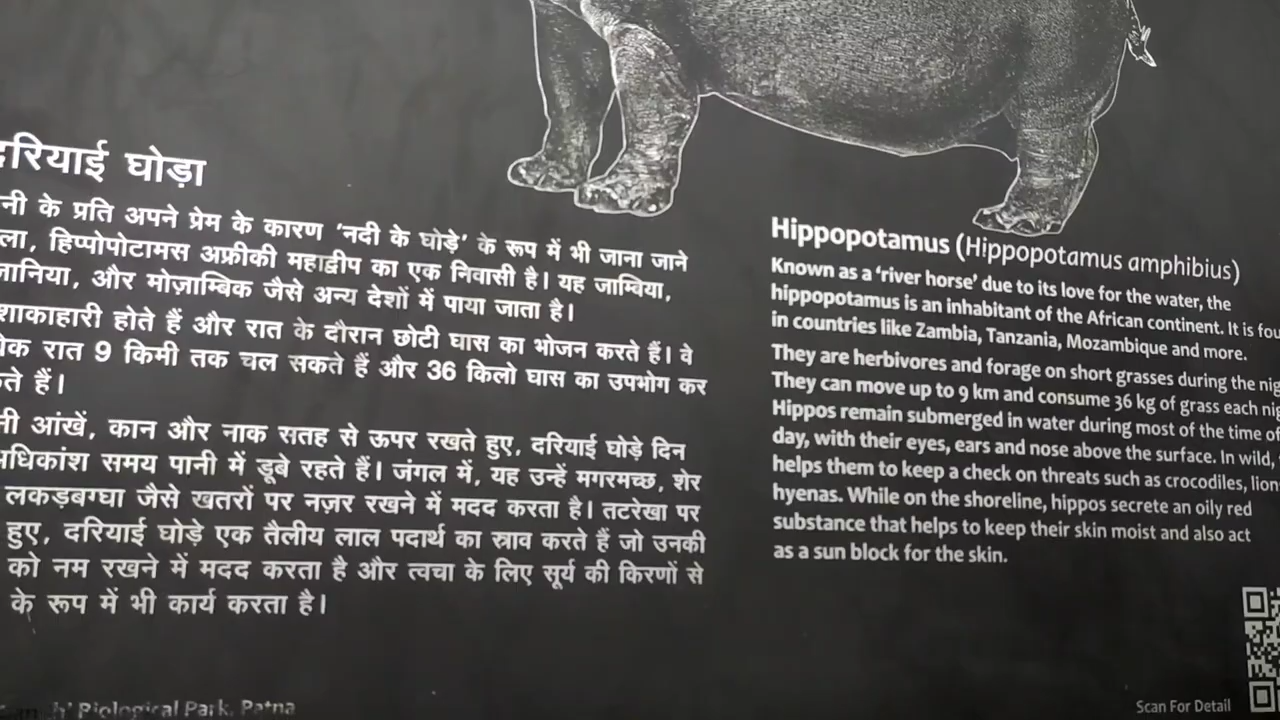 दरियाई घोड़ा
नी के प्रति अपने प्रेम के कारण 'नदी के घोड़े' के रूप में भी जाना जाने
ला, हिप्पोपोटामस अफ्रीकी महाद्वीप का एक निवासी है। यह जाम्विया,
जानिया, और मोज़ाम्बिक जैसे अन्य देशों में पाया जाता है।
शाकाहारी होते हैं और रात के दौरान छोटी घास का भोजन करते हैं। वे
रात 9 किमी तक चल सकते हैं और 36 किलो घास का उपभोग कर
ते हैं।
नी आंखें, कान और नाक सतह से ऊपर रखते हुए, दरियाई घोड़े दिन
अधिकांश समय पानी में डूबे रहते हैं। जंगल में, यह उन्हें मगरमच्छ, शेर
लकड़बग्घा जैसे खतरों पर नज़र रखने में मदद करता है। तटरेखा पर
हुए, दरियाई घोड़े एक तैलीय लाल पदार्थ का स्राव करते हैं जो उनकी
को नम रखने में मदद करता है और त्वचा के लिए सूर्य की किरणों से
के रूप में भी कार्य करता है।
Hippopotamus (Hippopotamus amphibius)
Known as a 'river horse' due to its love for the water, the
hippopotamus is an inhabitant of the African continent. It is fou
in countries like Zambia, Tanzania, Mozambique and more.
They are herbivores and forage on short grasses during the nig
They can move up to 9 km and consume 36 kg of grass each nig
Hippos remain submerged in water during most of the time of
day, with their eyes, ears and nose above the surface. In wild,
helps them to keep a check on threats such as crocodiles, lion
hyenas. While on the shoreline, hippos secrete an oily red
substance that helps to keep their skin moist and also act
as a sun block for the skin.
Biological Park, Patna
Scan For Detail